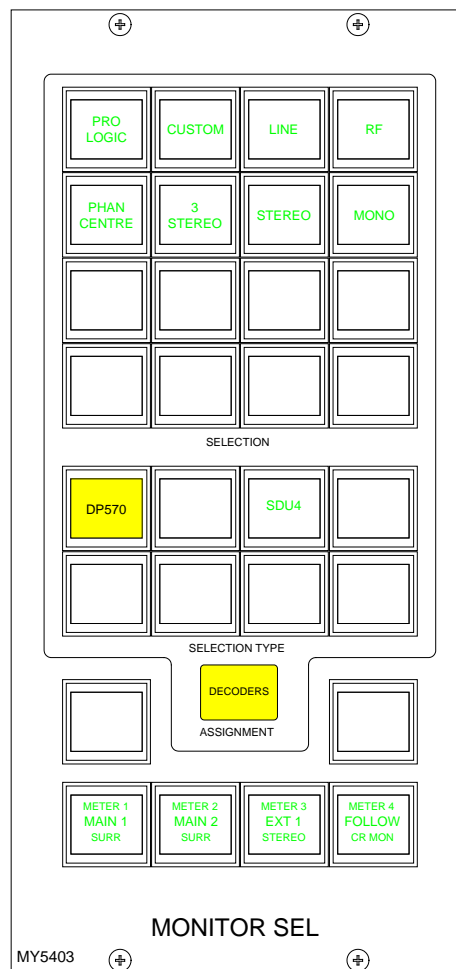 PRO
LOGIC
CUSTOM
LINE
RF
PHAN
CENTRE
3
STEREO
STEREO
MONO
SELECTION
DP570
SDU4
SELECTION TYPE
DECODERS
ASSIGNMENT
METER 1
MAIN 1
SURR
METER 2
MAIN 2
SURR
METER 3
EXT 1
STEREO
METER 4
FOLLOW
CR MON
MONITOR SEL
MY5403